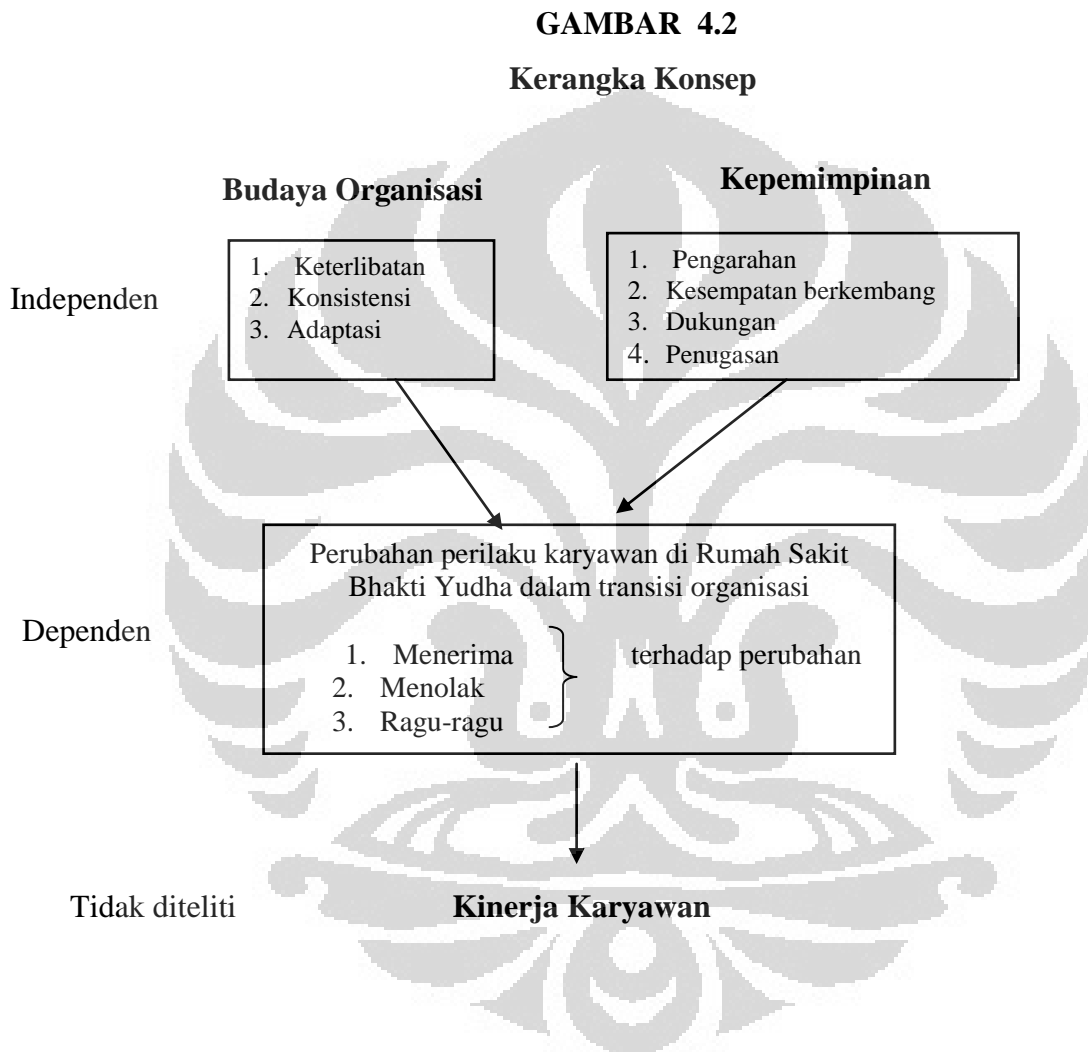 GAMBAR 4.2
Kerangka Konsep
Budaya Organisasi
Kepemimpinan
Independen
1. Keterlibatan
2. Konsistensi
3. Adaptasi
1. Pengarahan
2. Kesempatan berkembang
3. Dukungan
4. Penugasan
Dependen
Perubahan perilaku karyawan di Rumah Sakit
Bhakti Yudha dalam transisi organisasi
1. Menerima
2. Menolak
3. Ragu-ragu
terhadap perubahan
Tidak diteliti
Kinerja Karyawan